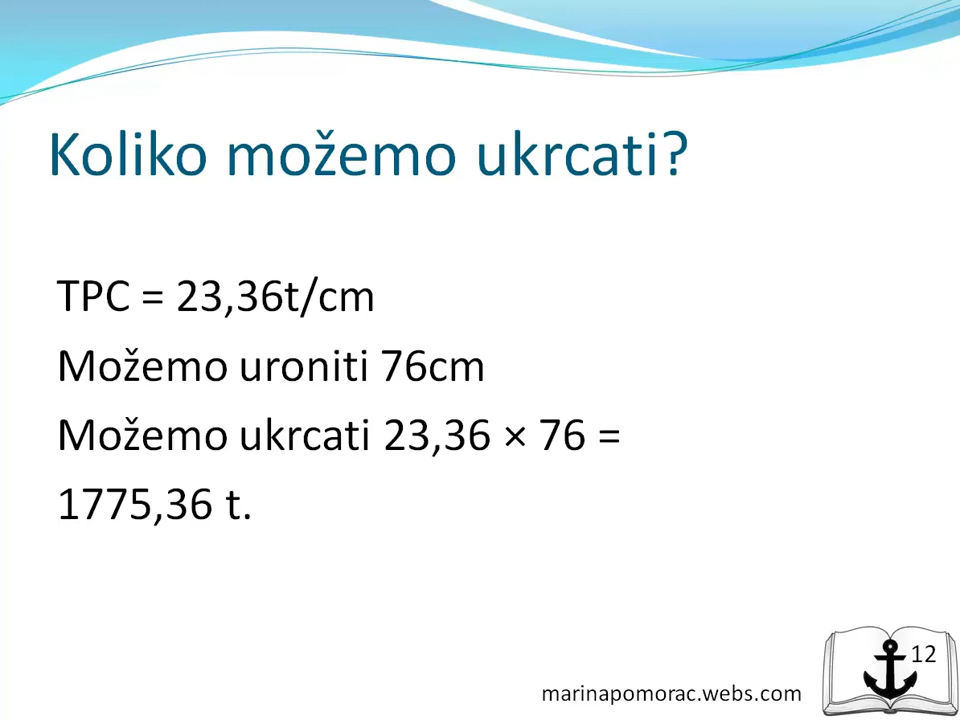 Koliko možemo ukrcati?
TPC = 23,36t/cm
Možemo uroniti 76cm
Možemo ukrcati 23,36 × 76 =
1775,36 t.
12
marinapomorac.webs.com